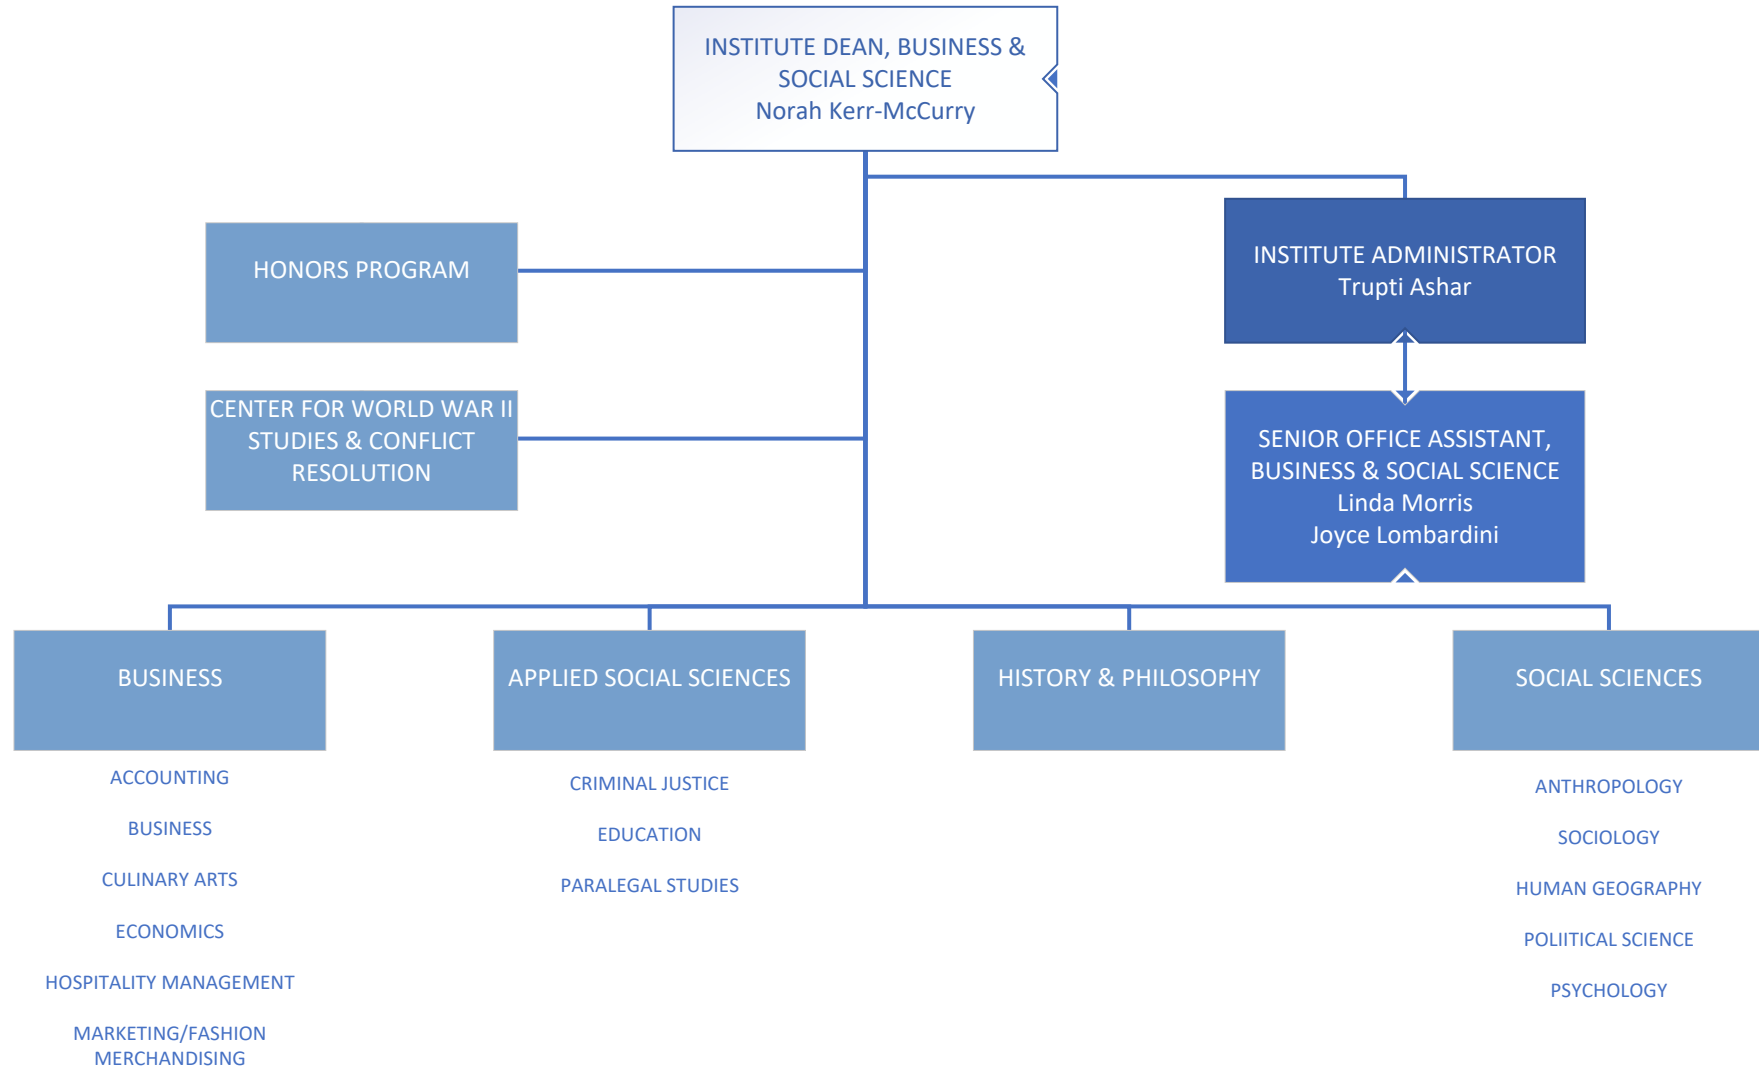 INSTITUTE DEAN, BUSINESS &
SOCIAL SCIENCE
Norah Kerr-McCurry
HONORS PROGRAM
INSTITUTE ADMINISTRATOR
Trupti Ashar
CENTER FOR WORLD WAR II
STUDIES & CONFLICT
RESOLUTION
SENIOR OFFICE ASSISTANT,
BUSINESS & SOCIAL SCIENCE
Linda Morris
Joyce Lombardini
BUSINESS
ACCOUNTING
BUSINESS
CULINARY ARTS
ECONOMICS
HOSPITALITY MANAGEMENT
MARKETING/FASHION
MERCHANDISING
APPLIED SOCIAL SCIENCES
CRIMINAL JUSTICE
EDUCATION
PARALEGAL STUDIES
HISTORY & PHILOSOPHY
SOCIAL SCIENCES
ANTHROPOLOGY
SOCIOLOGY
HUMAN GEOGRAPHY
POLIITICAL SCIENCE
PSYCHOLOGY